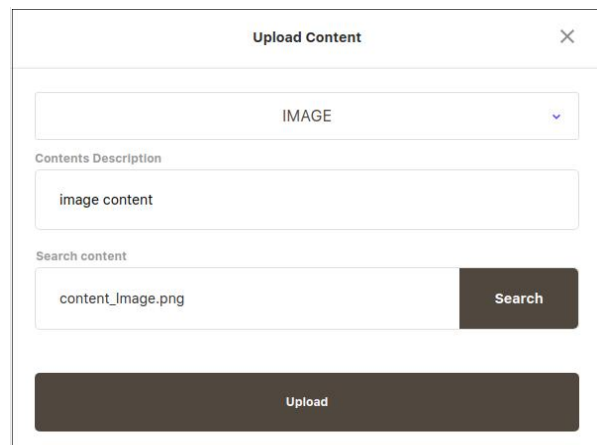 Upload Content
IMAGE
Contents Description
image content
Search content
content_Image.png
Search
Upload